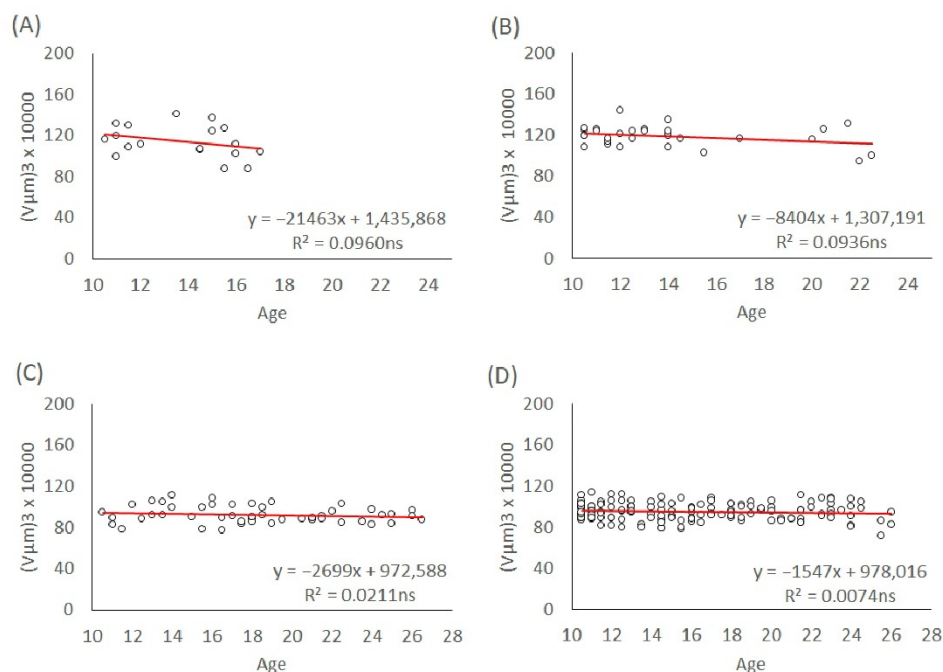 (A)
(Vµm)3 x 10000
200
160
120
80
40
0
y = −21463x + 1,435,868
R² = 0.0960ns
10 12 14 16 18 20 22 24
Age
(B)
(Vµm)3 x 10000
200
160
120
80
40
0
y = −8404x + 1,307,191
R² = 0.0936ns
10 12 14 16 18 20 22 24
Age
(C)
(Vµm)3 x 10000
200
160
120
80
40
0
y = −2699x + 972,588
R² = 0.0211ns
10 12 14 16 18 20 22 24 26 28
Age
(D)
(Vµm)3 x 10000
200
160
120
80
40
0
y = −1547x + 978,016
R² = 0.0074ns
10 12 14 16 18 20 22 24 26 28
Age